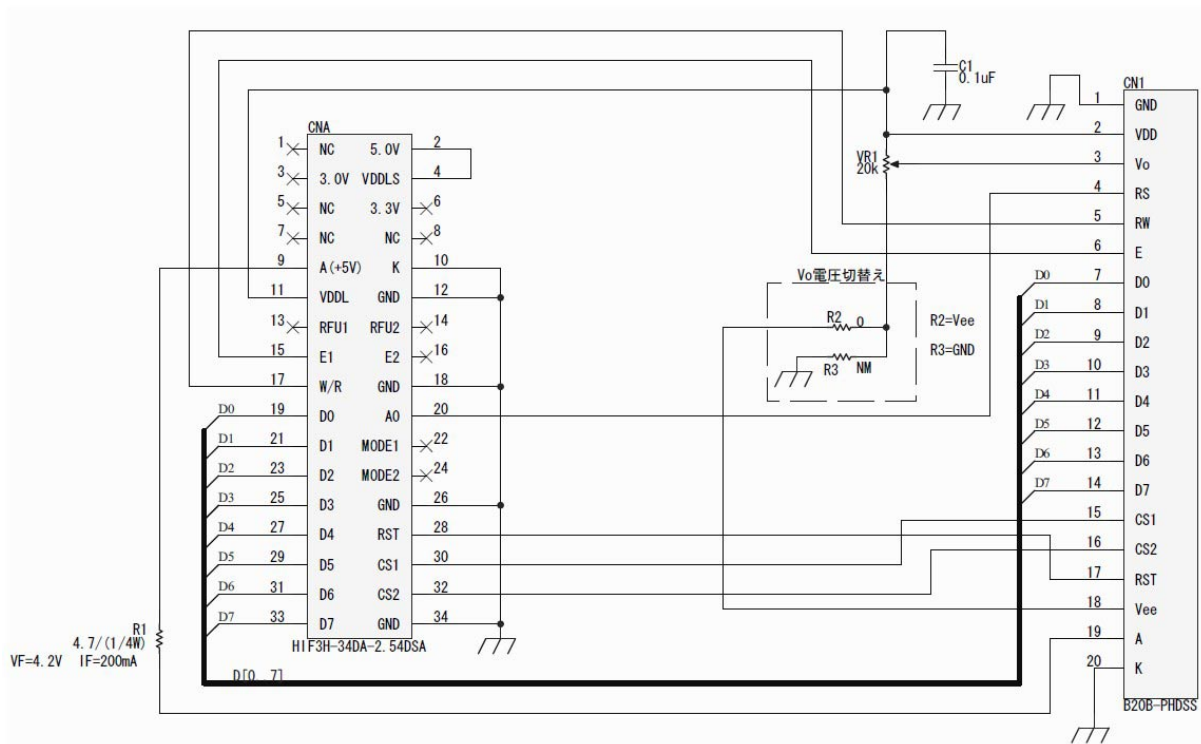 C1
0.1uF
CN1
1 GND
2 VDD
VR1
20k
3 Vo
4 RS
5 RW
6 E
D0 7 D0
D1 8 D1
D2 9 D2
D3 10 D3
D4 11 D4
D5 12 D5
D6 13 D6
D7 14 D7
15 CS1
16 CS2
17 RST
18 Vee
19 A
20 K
B20B-PHDSS
CNA
1 NC 5.0V 2
3 3.0V VDDLS 4
5 NC 3.3V 6
7 NC NC 8
9 A(+5V) K 10
11 VDDL GND 12
13 RFU1 RFU2 14
15 E1 E2 16
17 W/R GND 18
D0 19 D0 A0 20
D1 21 D1 MODE1 22
D2 23 D2 MODE2 24
D3 25 D3 GND 26
D4 27 D4 RST 28
D5 29 D5 CS1 30
D6 31 D6 CS2 32
D7 33 D7 GND 34
HIF3H-34DA-2.54DSA
Vo電圧切替え
R2 0
R2=Vee
R3 NM
R3=GND
R1
4.7/(1/4W)
VF=4.2V IF=200mA
D[0..7]